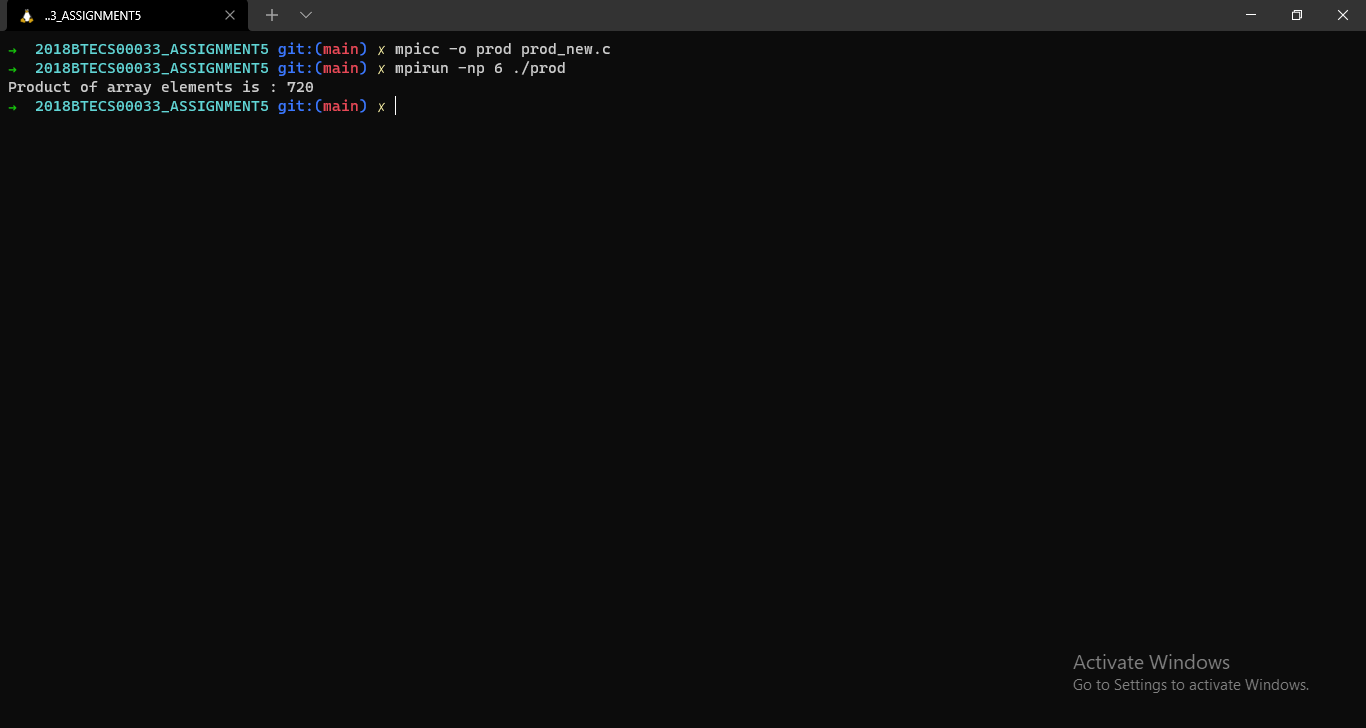 ..3_ASSIGNMENT5
→ 2018BTECS00033_ASSIGNMENT5 git:(main) ✗ mpicc -o prod prod_new.c
→ 2018BTECS00033_ASSIGNMENT5 git:(main) ✗ mpirun -np 6 ./prod
Product of array elements is : 720
→ 2018BTECS00033_ASSIGNMENT5 git:(main) ✗
Activate Windows
Go to Settings to activate Windows.